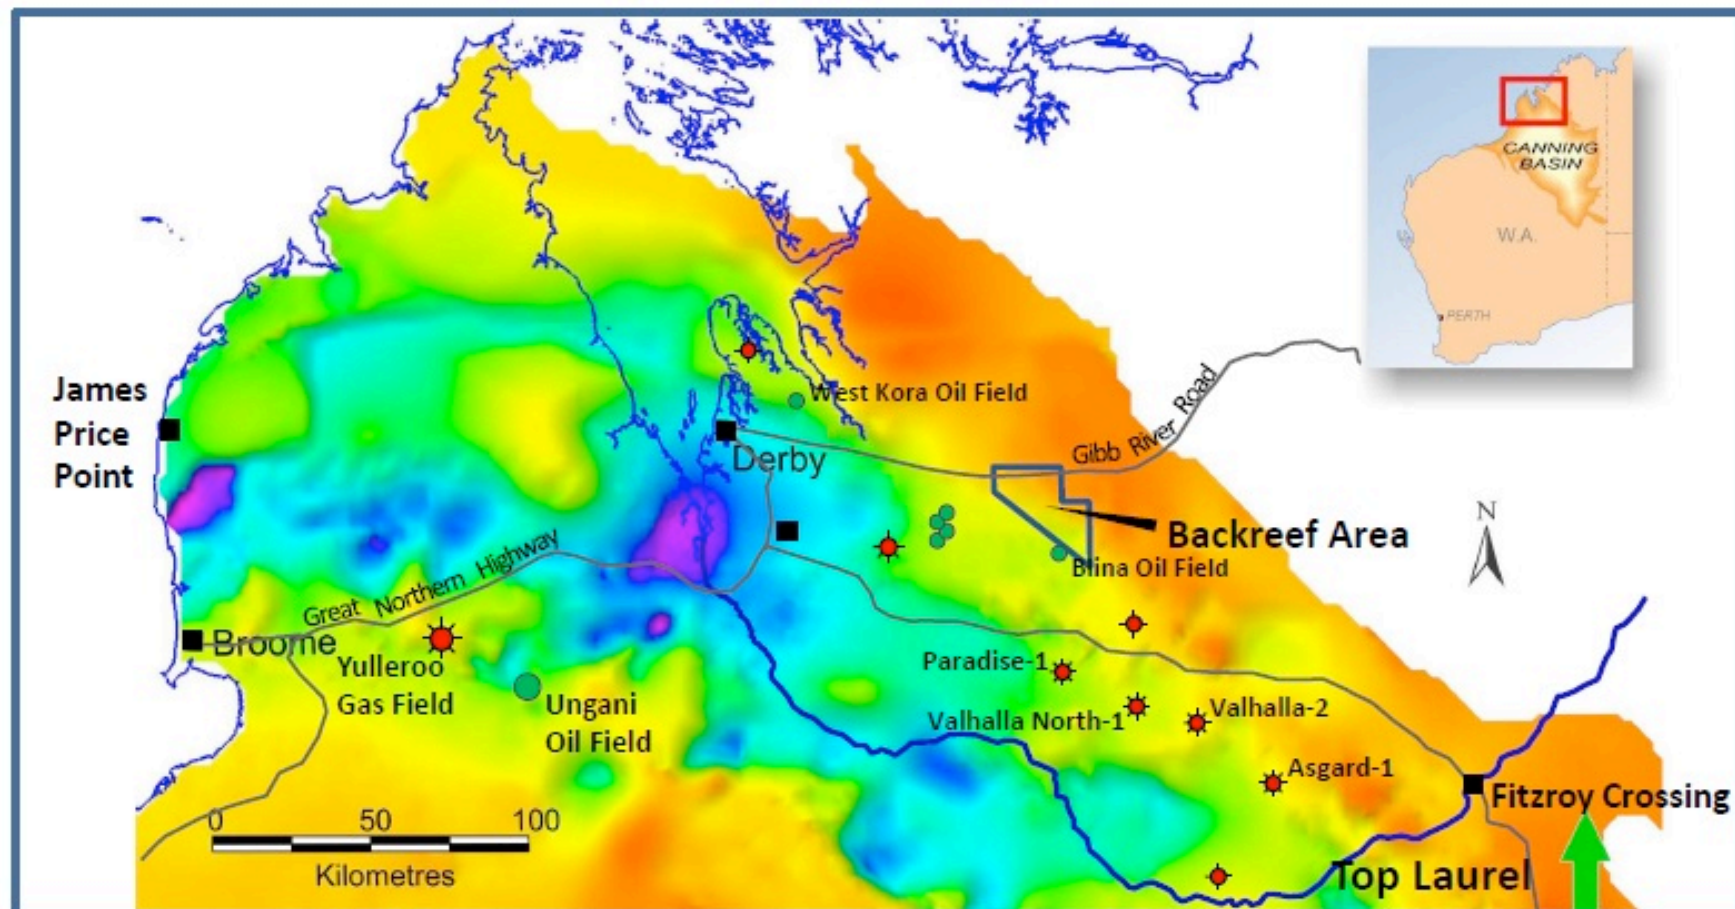 CANNING
BASIN
W.A.
PERTH
James
Price
Point
West Kora Oil Field
Derby
Gibb River Road
N
Backreef Area
Blina Oil Field
Great Northern Highway
Broome
Yulleroo
Gas Field
Ungani
Oil Field
Paradise-1
Valhalla North-1
Valhalla-2
Asgard-1
Fitzroy Crossing
0 50 100
Kilometres
Top Laurel